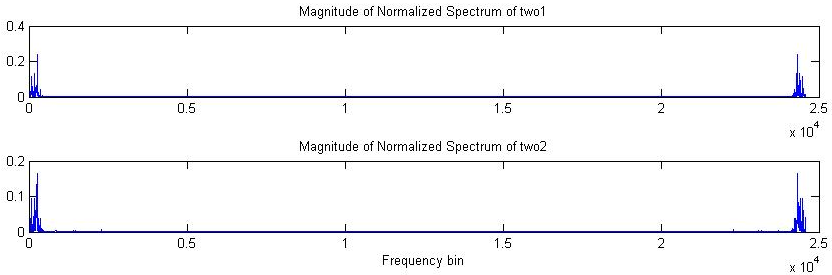 Magnitude of Normalized Spectrum of two1
0.4
0.2
0
0 0.5 1 1.5 2 2.5
x 10^4
Magnitude of Normalized Spectrum of two2
0.2
0.1
0
0 0.5 1 1.5 2 2.5
Frequency bin
x 10^4